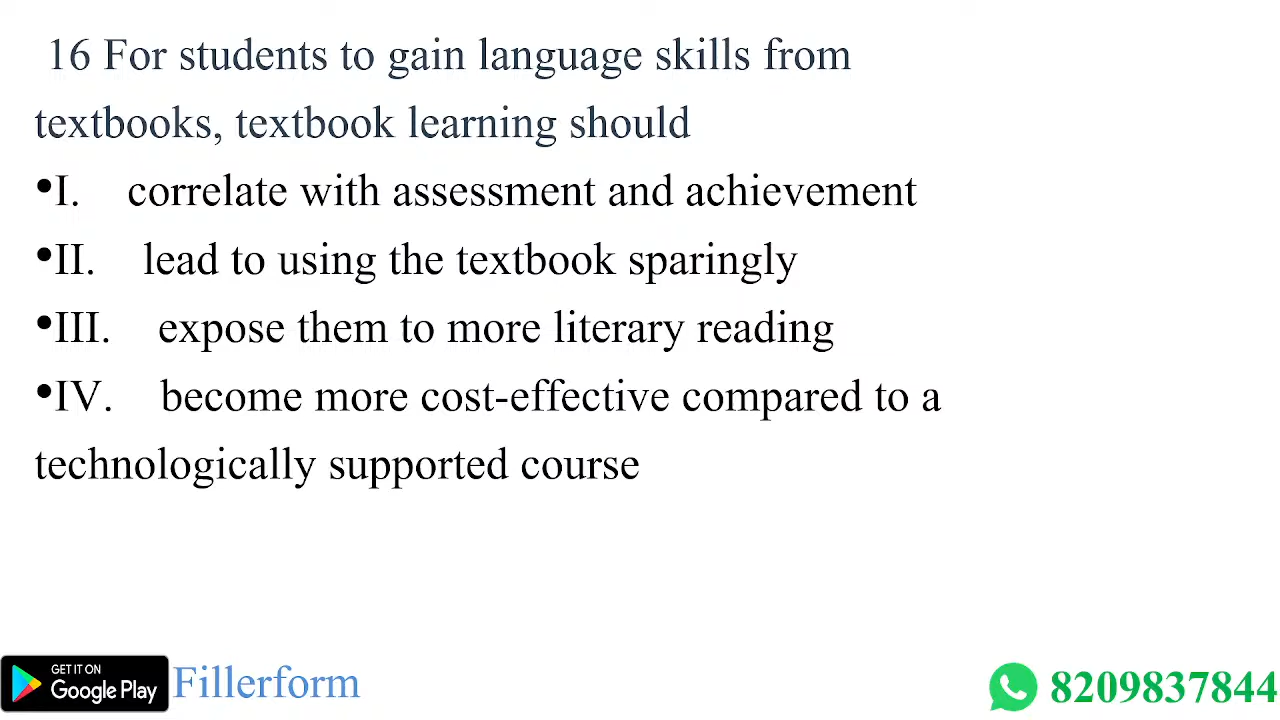 16 For students to gain language skills from
textbooks, textbook learning should
•I. correlate with assessment and achievement
•II. lead to using the textbook sparingly
•III. expose them to more literary reading
•IV. become more cost-effective compared to a
technologically supported course
GET IT ON
Google Play
Fillerform
8209837844